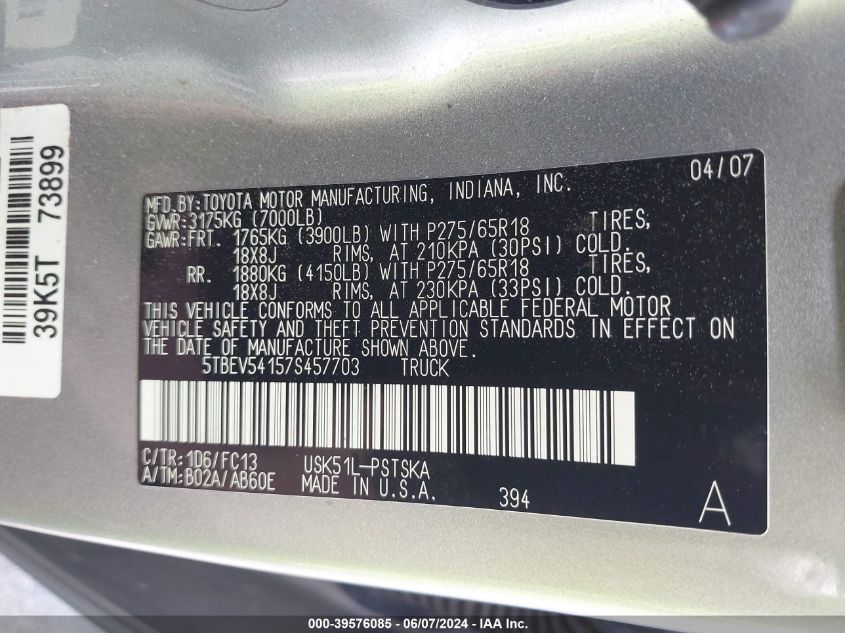 39K5T 73899
04/07
MFD.BY:TOYOTA MOTOR MANUFACTURING, INDIANA, INC.
GVWR:3175KG (7000LB)
GAWR:FRT. 1765KG (3900LB) WITH P275/65R18 TIRES,
18X8J RIMS, AT 210KPA (30PSI) COLD.
RR. 1880KG (4150LB) WITH P275/65R18 TIRES,
18X8J RIMS, AT 230KPA (33PSI) COLD.
THIS VEHICLE CONFORMS TO ALL APPLICABLE FEDERAL MOTOR
VEHICLE SAFETY AND THEFT PREVENTION STANDARDS IN EFFECT ON
THE DATE OF MANUFACTURE SHOWN ABOVE.
5TBEV54157S457703 TRUCK
C/TR:1D6/FC13 USK51L-PSTSKA
A/TM:B02A/AB60E MADE IN U.S.A. 394 A
000-39576085 - 06/07/2024 - IAA Inc.